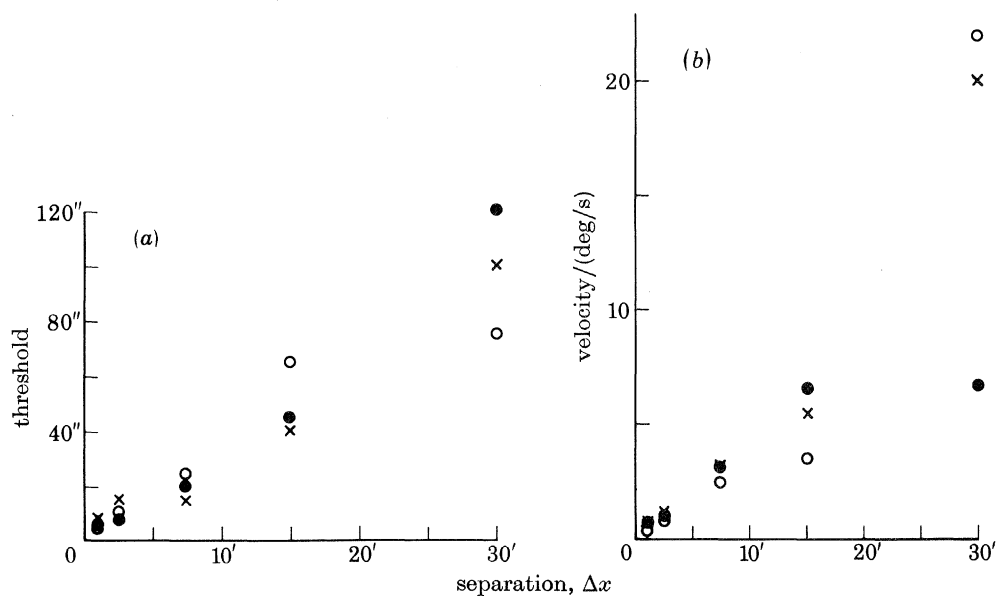 (a)
threshold
120″
80″
40″
0
10′
20′
30′
(b)
velocity/(deg/s)
20
10
0
10′
20′
30′
separation, Δx